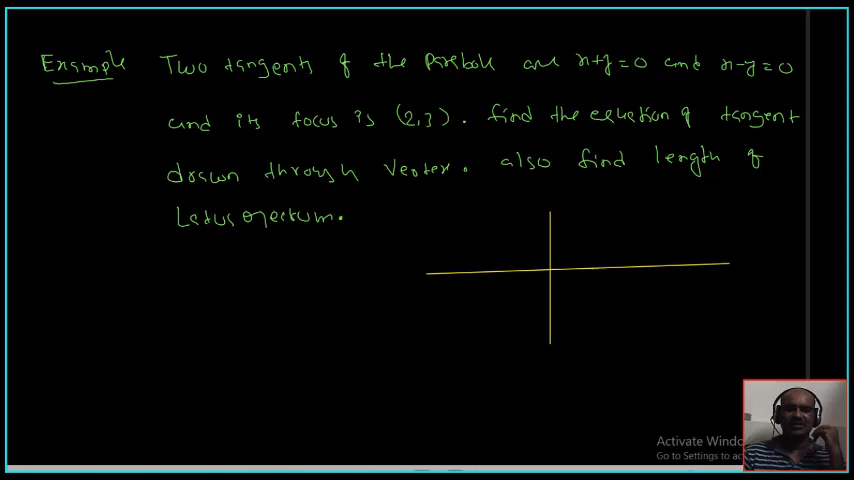 Example Two tangents of the parabola are x+y=0 and x-y=0
and its focus is (2,3). find the equation of tangent
drawn through vertex. also find length of
Latus rectum.
Activate Windo
Go to Settings to ac